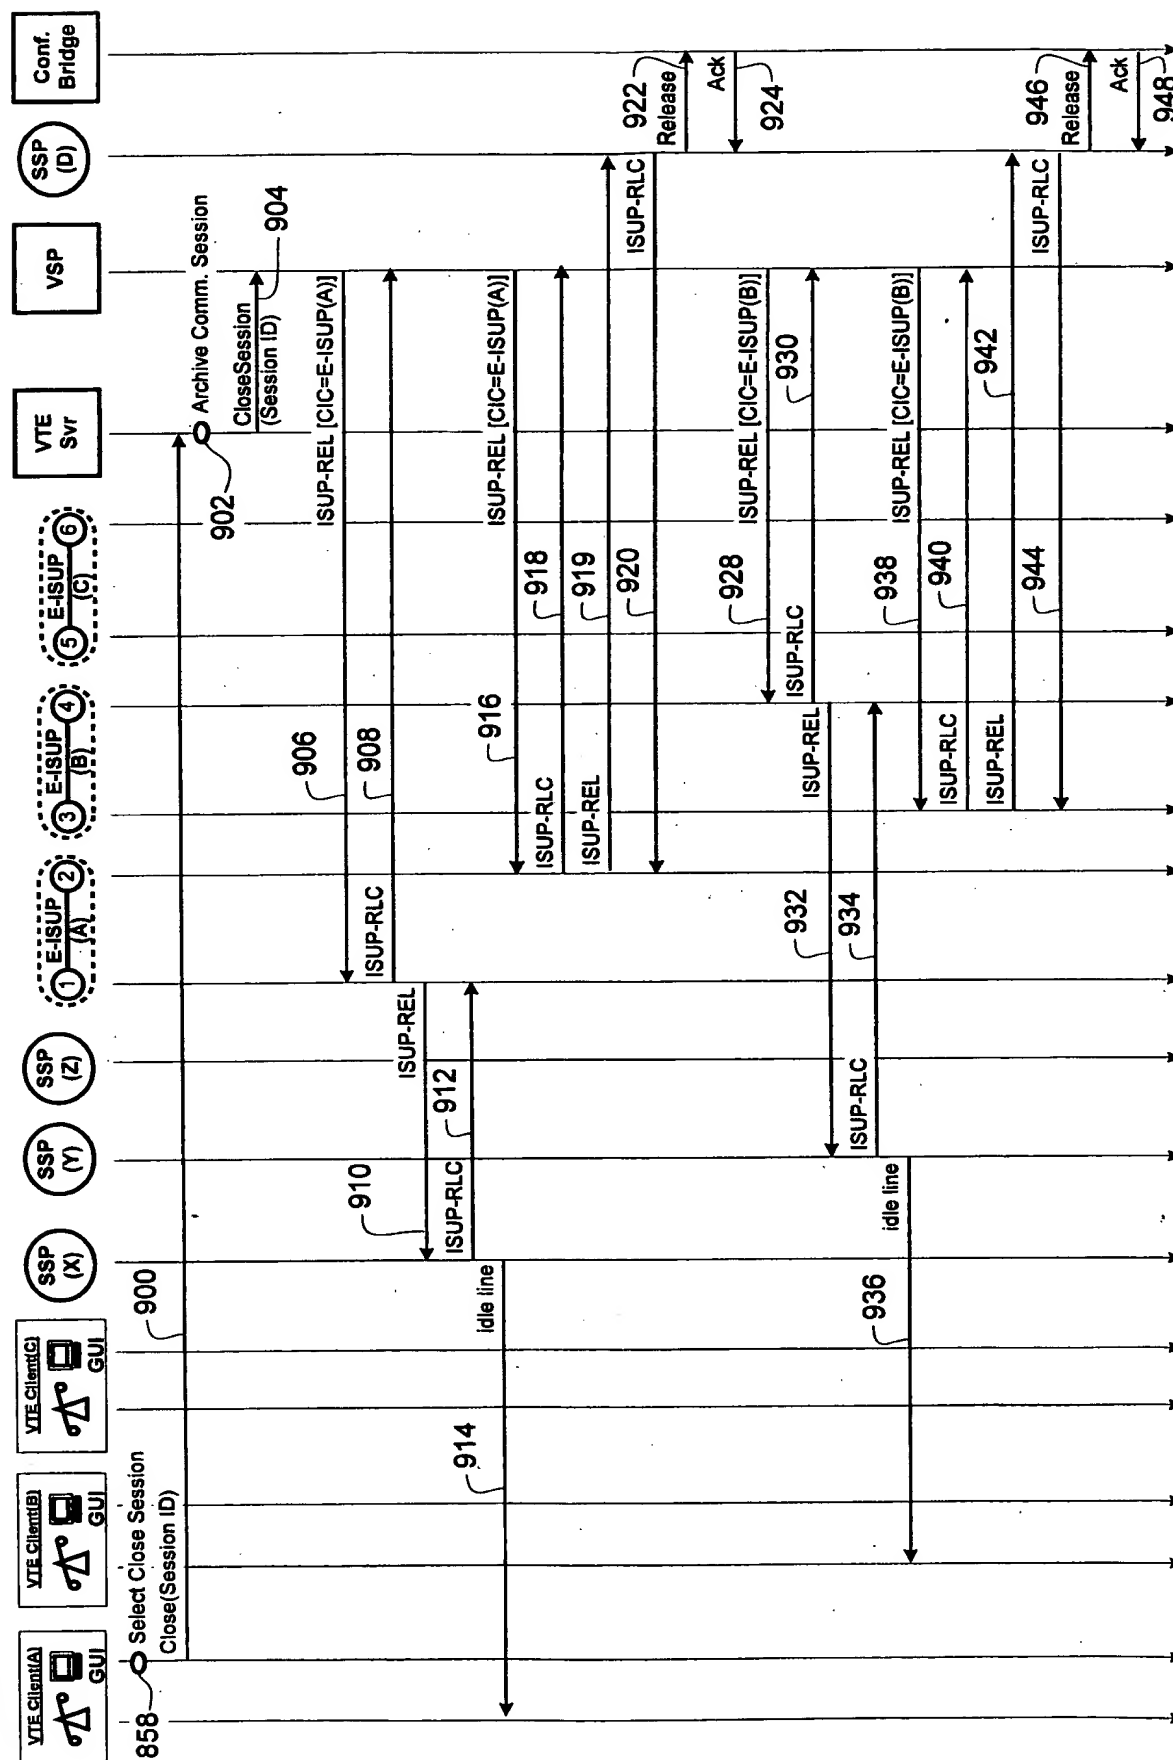 VTE Client(A)
GUI
VTE Client(B)
GUI
VTE Client(C)
GUI
SSP
(X)
SSP
(Y)
SSP
(Z)
1
E-ISUP
(A)
2
3
E-ISUP
(B)
4
5
E-ISUP
(C)
6
VTE
Svr
VSP
SSP
(D)
Conf.
Bridge
858
Select Close Session
Close(Session ID)
900
902
Archive Comm. Session
CloseSession
(Session ID)
904
ISUP-REL [CIC=E-ISUP(A)]
906
ISUP-RLC
908
ISUP-REL
910
ISUP-RLC
912
idle line
914
ISUP-REL [CIC=E-ISUP(A)]
916
ISUP-RLC
918
ISUP-REL
919
ISUP-RLC
920
Release
922
Ack
924
ISUP-REL [CIC=E-ISUP(B)]
928
ISUP-RLC
930
ISUP-REL
932
ISUP-RLC
934
idle line
936
ISUP-REL [CIC=E-ISUP(B)]
938
ISUP-RLC
940
ISUP-REL
942
ISUP-RLC
944
Release
946
Ack
948